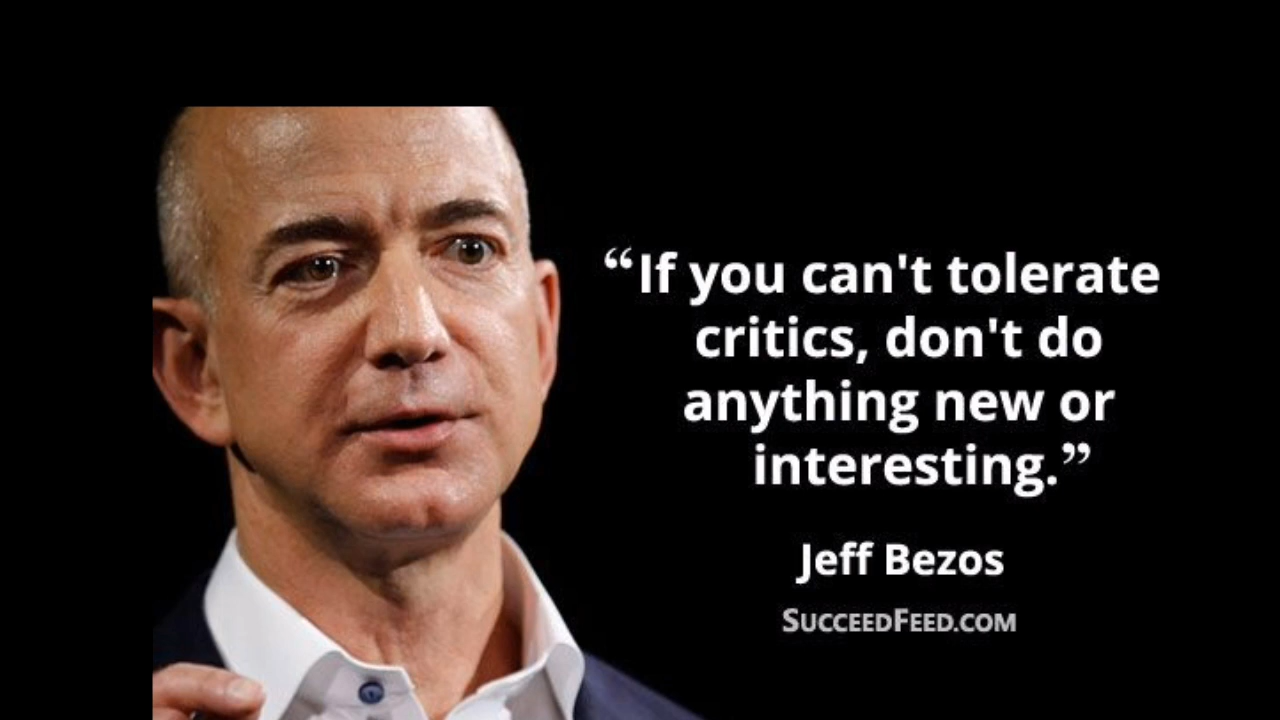 “If you can't tolerate
critics, don't do
anything new or
interesting.”
Jeff Bezos
SUCCEEDFEED.COM